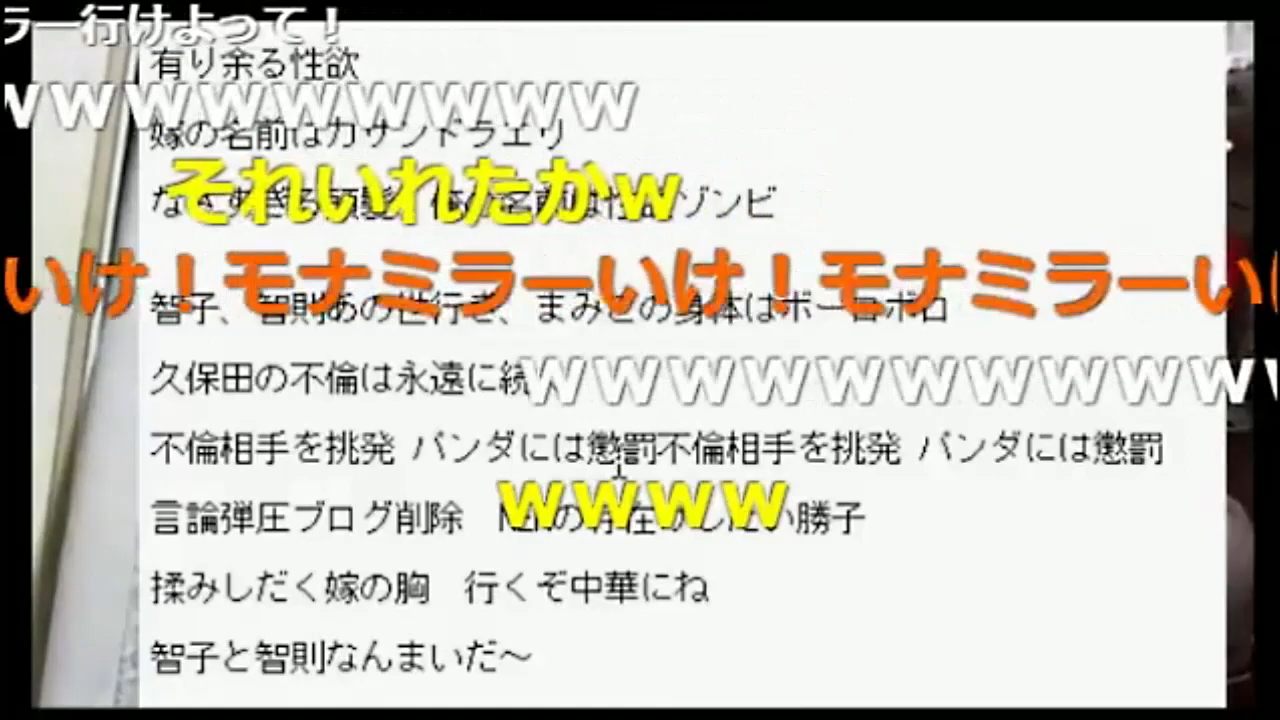 ラー行けよって！
有り余る性欲
wwwwwwwww
嫁の名前はカサンドラエリ
それいれたかw
ゾンビ
いけ！モナミラーいけ！モナミラーい
智子、智則あの世行き、まみどの身体はボーロボロ
久保田の不倫は永遠に続
wwwwwwwwwww
不倫相手を挑発 パンダには懲罰不倫相手を挑発 パンダには懲罰
wwww
言論弾圧ブログ削除 勝子
揉みしだく嫁の胸 行くぞ中華にね
智子と智則なんまいだ～